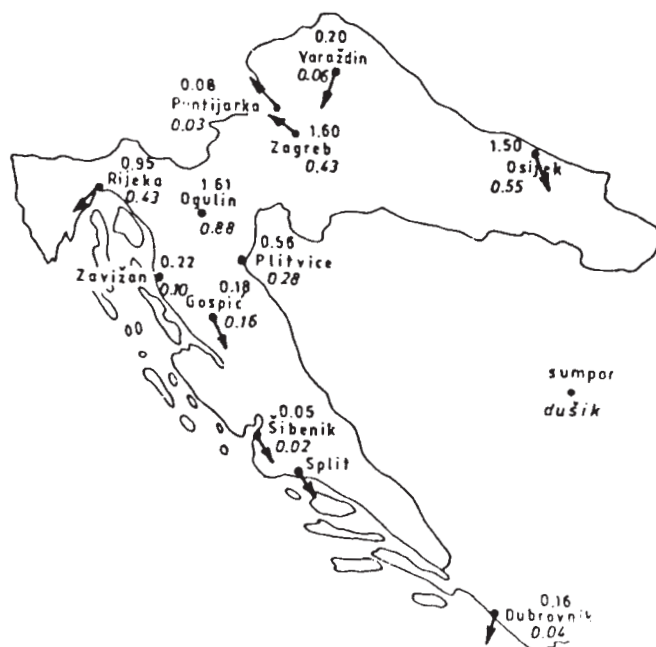 0.20
Varaždin
0.06
0.08
Puntijarka
0.03
1.60
Zagreb
0.43
1.50
Osijek
0.55
0.95
Rijeka
0.43
1.61
Ogulin
0.88
0.56
Plitvice
0.28
0.22
Zavižan
0.10
0.18
Gospić
0.16
sumpor
dušik
0.05
Šibenik
0.02
Split
0.16
Dubrovnik
0.04